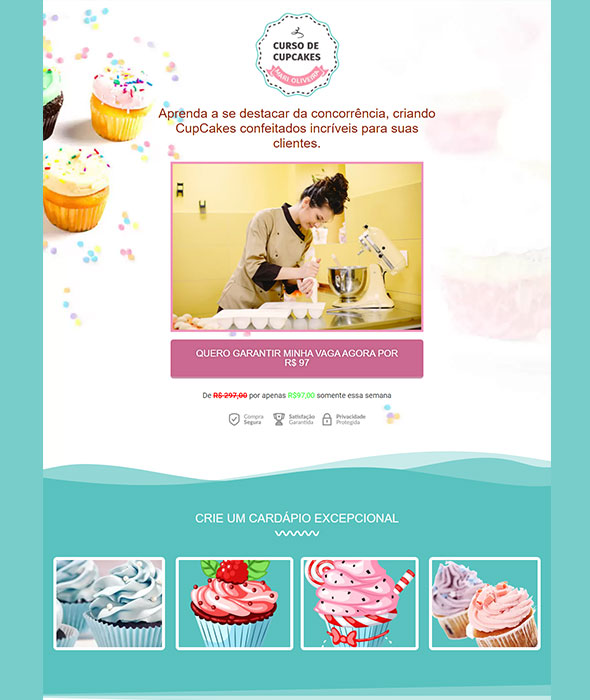 CURSO DE
CUPCAKES
MARI OLIVEIRA
Aprenda a se destacar da concorrência, criando
CupCakes confeitados incríveis para suas
clientes.
QUERO GARANTIR MINHA VAGA AGORA POR
R$ 97
De R$ 297,00 por apenas R$97,00 somente essa semana
Compra
Segura
Satisfação
Garantida
Privacidade
Protegida
CRIE UM CARDÁPIO EXCEPCIONAL